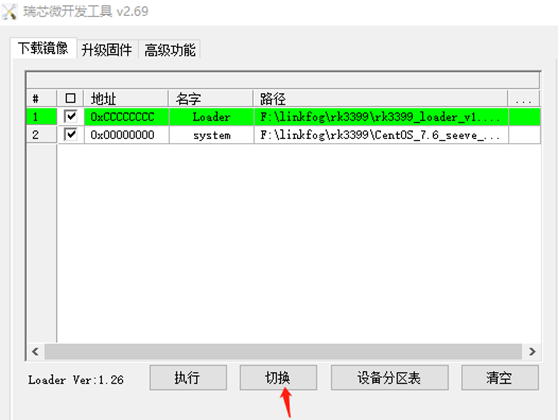 瑞芯微开发工具 v2.69
下载镜像 升级固件 高级功能
# 地址 名字 路径 ...
1 0xCCCCCCCC Loader F:\linkfog\rk3399\rk3399_loader_v1....
2 0x00000000 system F:\linkfog\rk3399\CentOS_7.6_seeve_...
Loader Ver:1.26 执行 切换 设备分区表 清空